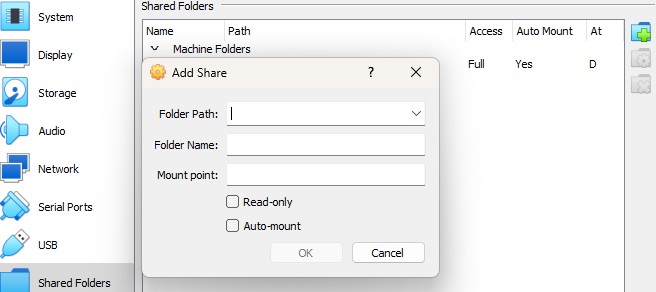 Shared Folders
System
Name Path Access Auto Mount At
Machine Folders
Display
Add Share ?
Full Yes D
Storage
Folder Path:
Audio
Folder Name:
Network
Mount point:
Read-only
Serial Ports
Auto-mount
USB
OK Cancel
Shared Folders